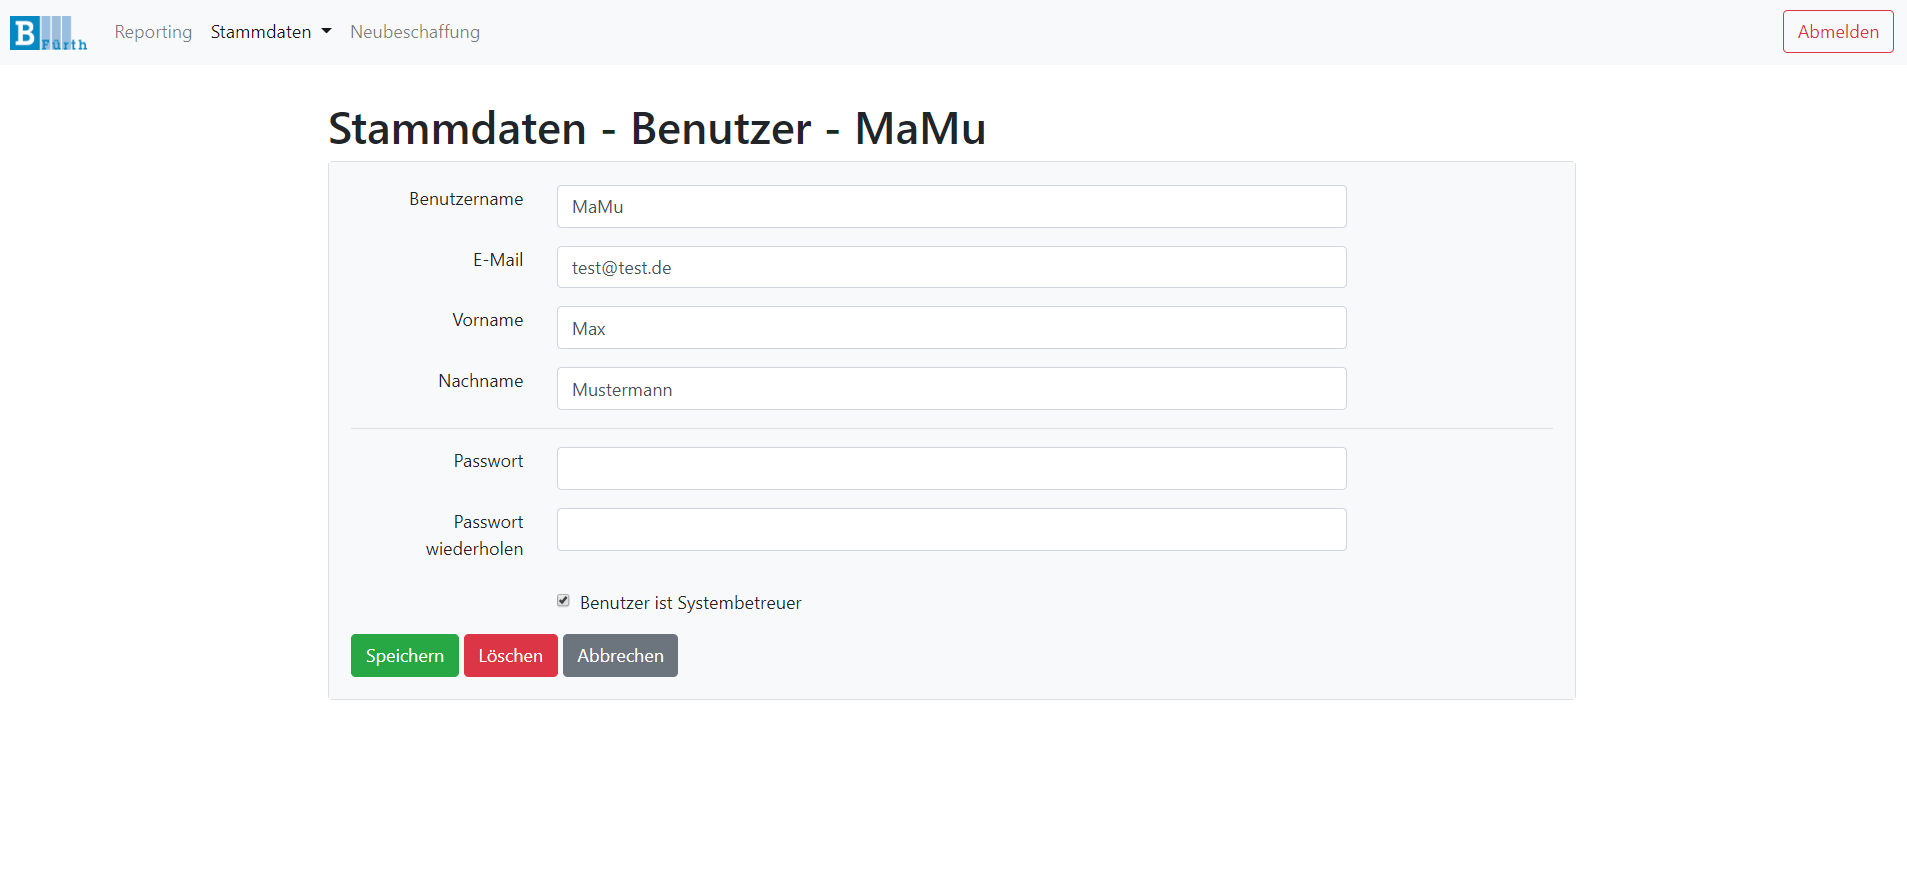 B Fürth
Reporting Stammdaten Neubeschaffung Abmelden
Stammdaten - Benutzer - MaMu
Benutzername MaMu
E-Mail test@test.de
Vorname Max
Nachname Mustermann
Passwort
Passwort
wiederholen
Benutzer ist Systembetreuer
Speichern Löschen Abbrechen